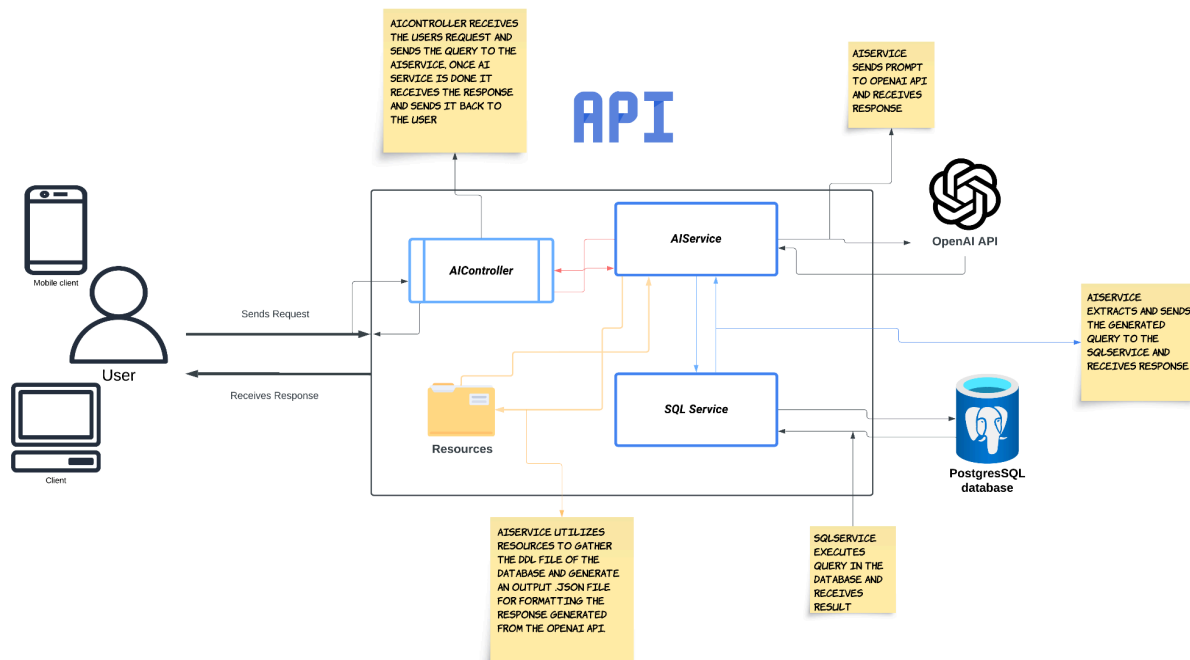 AICONTROLLER RECEIVES
THE USERS REQUEST AND
SENDS THE QUERY TO THE
AISERVICE. ONCE AI
SERVICE IS DONE IT
RECEIVES THE RESPONSE
AND SENDS IT BACK TO
THE USER
API
AISERVICE
SENDS PROMPT
TO OPENAI API
AND RECEIVES
RESPONSE
Mobile client
User
Client
Sends Request
Receives Response
AIController
AIService
OpenAI API
Resources
SQL Service
AISERVICE
EXTRACTS AND SENDS
THE GENERATED
QUERY TO THE
SQLSERVICE AND
RECEIVES RESPONSE
PostgresSQL
database
AISERVICE UTILIZES
RESOURCES TO GATHER
THE DDL FILE OF THE
DATABASE AND GENERATE
AN OUTPUT .JSON FILE
FOR FORMATTING THE
RESPONSE GENERATED
FROM THE OPENAI API.
SQLSERVICE
EXECUTES
QUERY IN THE
DATABASE AND
RECEIVES
RESULT